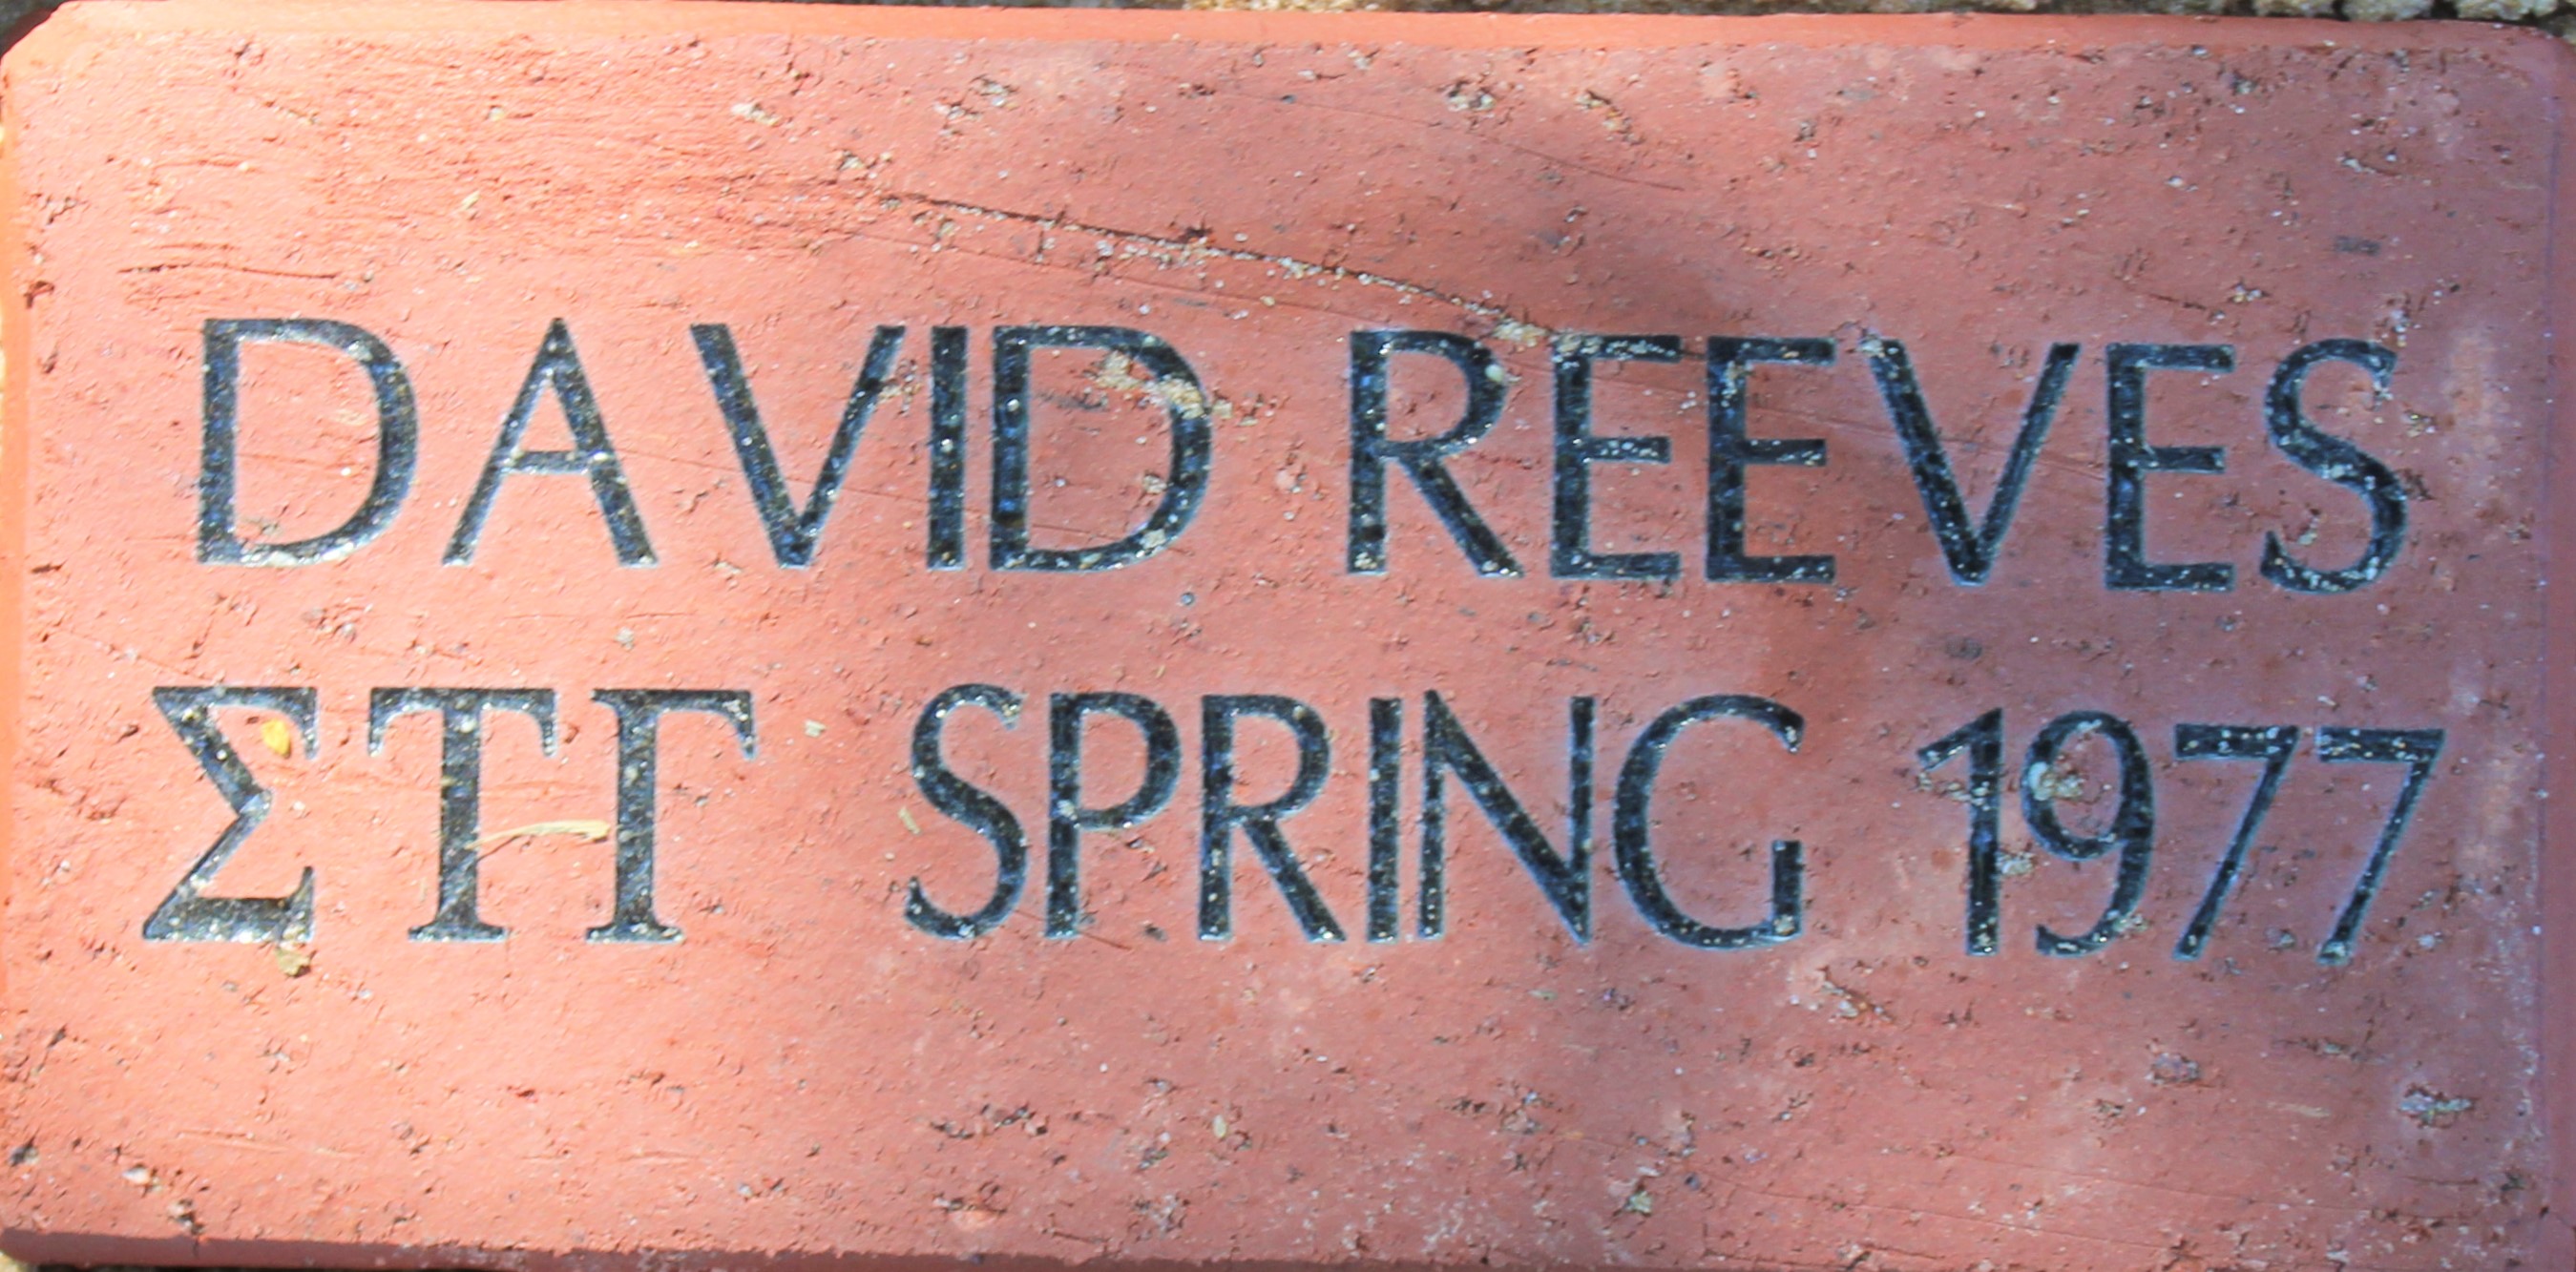 DAVID REEVES
ΣΤΓ SPRING 1977